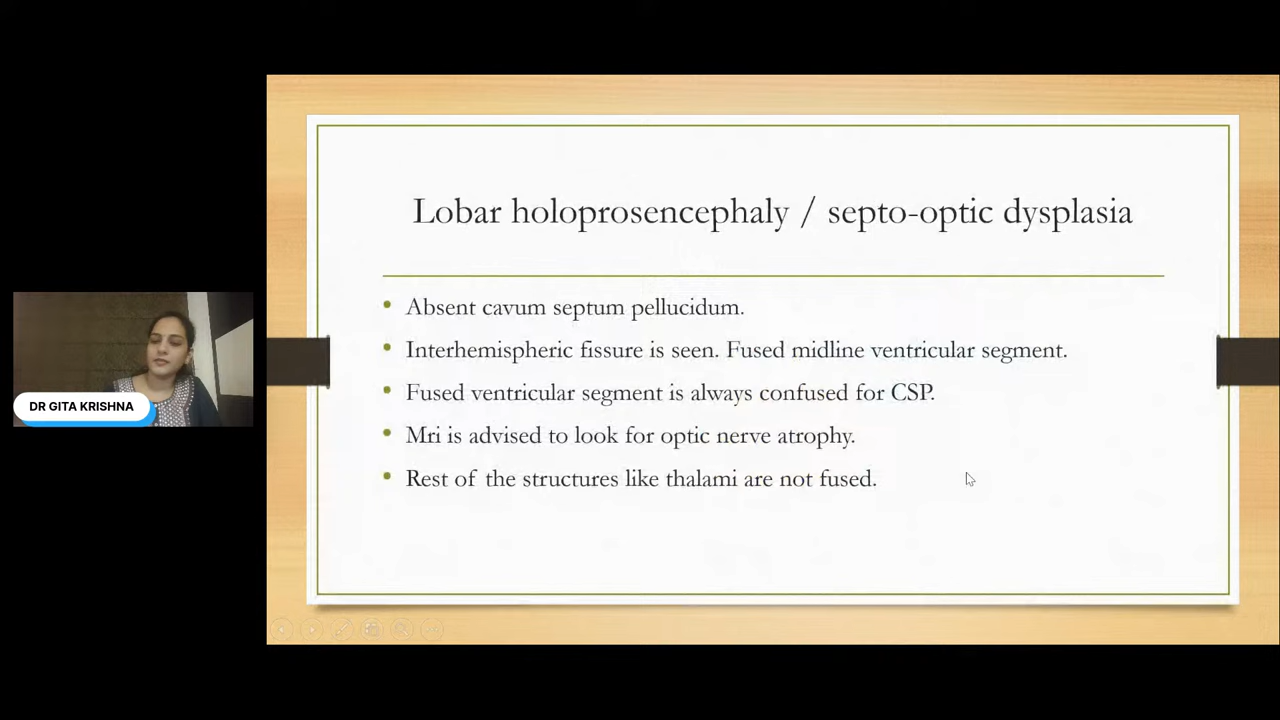 Lobar holoprosencephaly / septo-optic dysplasia
Absent cavum septum pellucidum.
Interhemispheric fissure is seen. Fused midline ventricular segment.
Fused ventricular segment is always confused for CSP.
Mri is advised to look for optic nerve atrophy.
Rest of the structures like thalami are not fused.
DR GITA KRISHNA